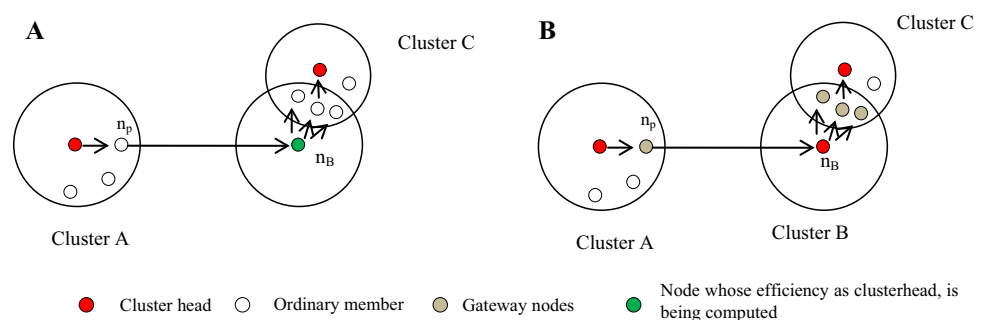 A
Cluster C
n_p
n_B
Cluster A
B
Cluster C
n_p
n_B
Cluster B
Cluster A
Cluster head
Ordinary member
Gateway nodes
Node whose efficiency as clusterhead, is
being computed